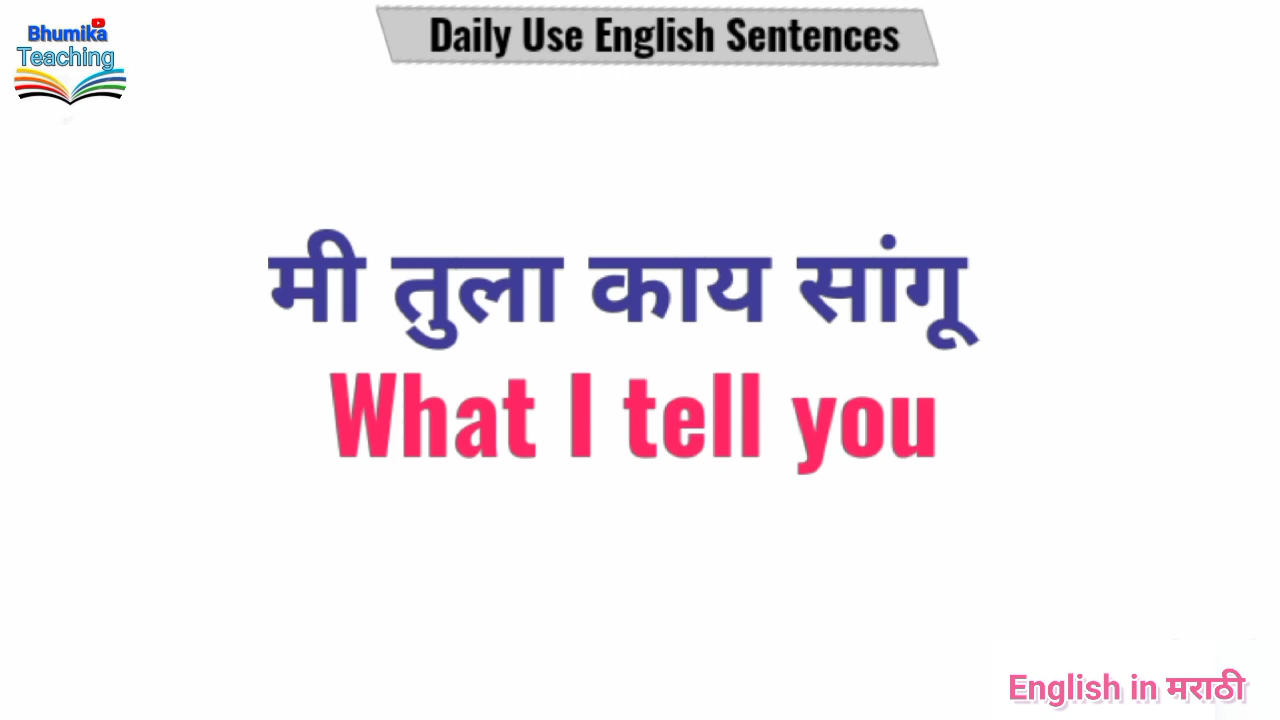 Bhumika
Teaching
Daily Use English Sentences
मी तुला काय सांगू
What I tell you
English in मराठी